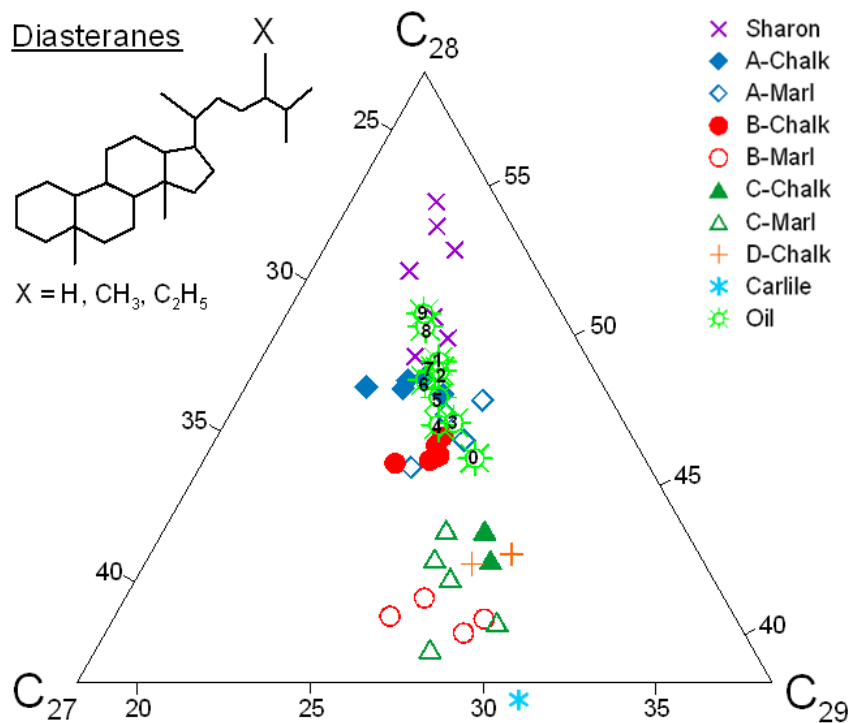 Diasteranes
X
X = H, CH₃, C₂H₅
C₂₈
C₂₇
C₂₉
25
30
35
40
55
50
45
40
20
25
30
35
9
8
1
7
2
6
5
3
4
0
Sharon
A-Chalk
A-Marl
B-Chalk
B-Marl
C-Chalk
C-Marl
D-Chalk
Carlile
Oil